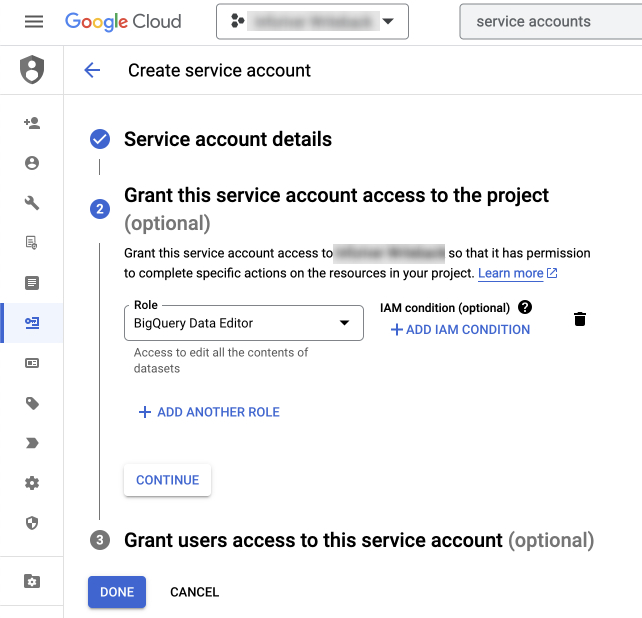 Google Cloud
service accounts
Create service account
Service account details
2
Grant this service account access to the project
(optional)
Grant this service account access to so that it has permission
to complete specific actions on the resources in your project. Learn more
Role
BigQuery Data Editor
IAM condition (optional) ?
+ ADD IAM CONDITION
Access to edit all the contents of
datasets
+ ADD ANOTHER ROLE
CONTINUE
3 Grant users access to this service account (optional)
DONE CANCEL